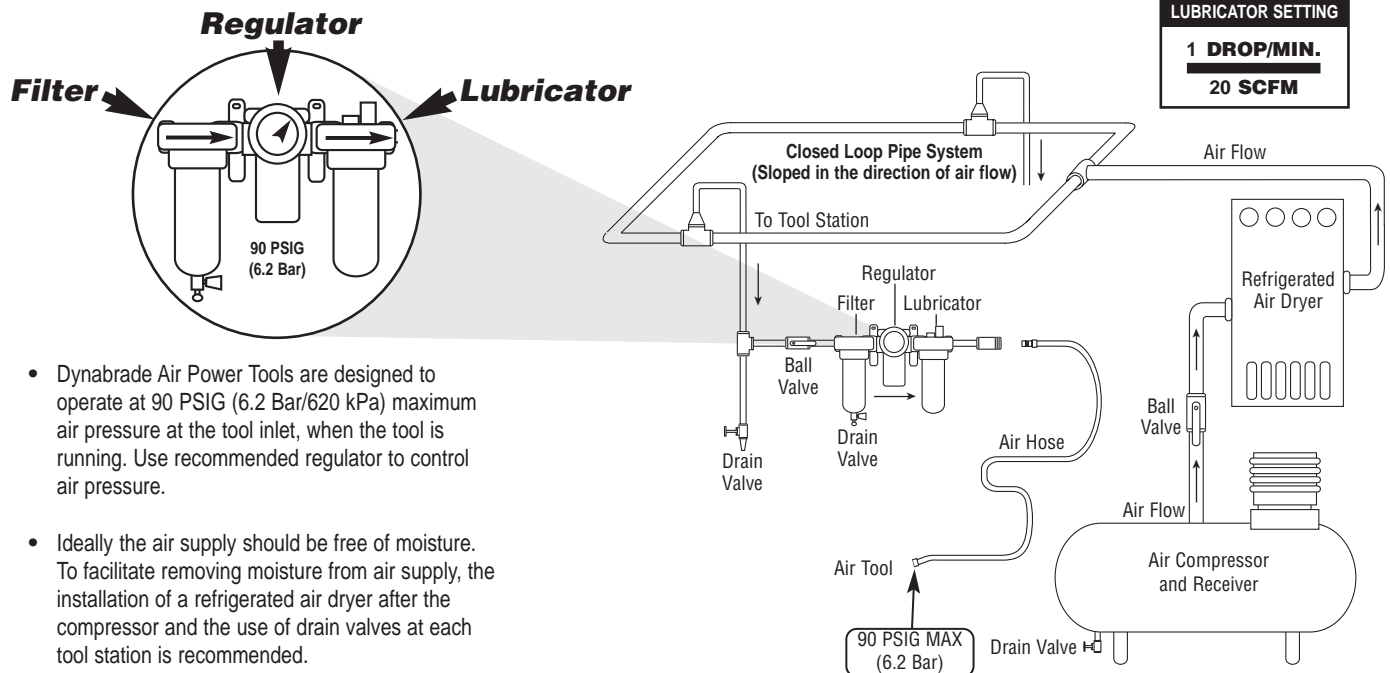 Regulator
Filter
Lubricator
90 PSIG
(6.2 Bar)
LUBRICATOR SETTING
1 DROP/MIN.
20 SCFM
Closed Loop Pipe System
(Sloped in the direction of air flow)
Air Flow
To Tool Station
Regulator
Filter
Lubricator
Refrigerated
Air Dryer
Ball
Valve
Drain
Valve
Drain
Valve
Air Hose
Ball
Valve
Air Flow
Air Tool
Air Compressor
and Receiver
90 PSIG MAX
(6.2 Bar)
Drain Valve
• Dynabrade Air Power Tools are designed to
operate at 90 PSIG (6.2 Bar/620 kPa) maximum
air pressure at the tool inlet, when the tool is
running. Use recommended regulator to control
air pressure.
• Ideally the air supply should be free of moisture.
To facilitate removing moisture from air supply, the
installation of a refrigerated air dryer after the
compressor and the use of drain valves at each
tool station is recommended.